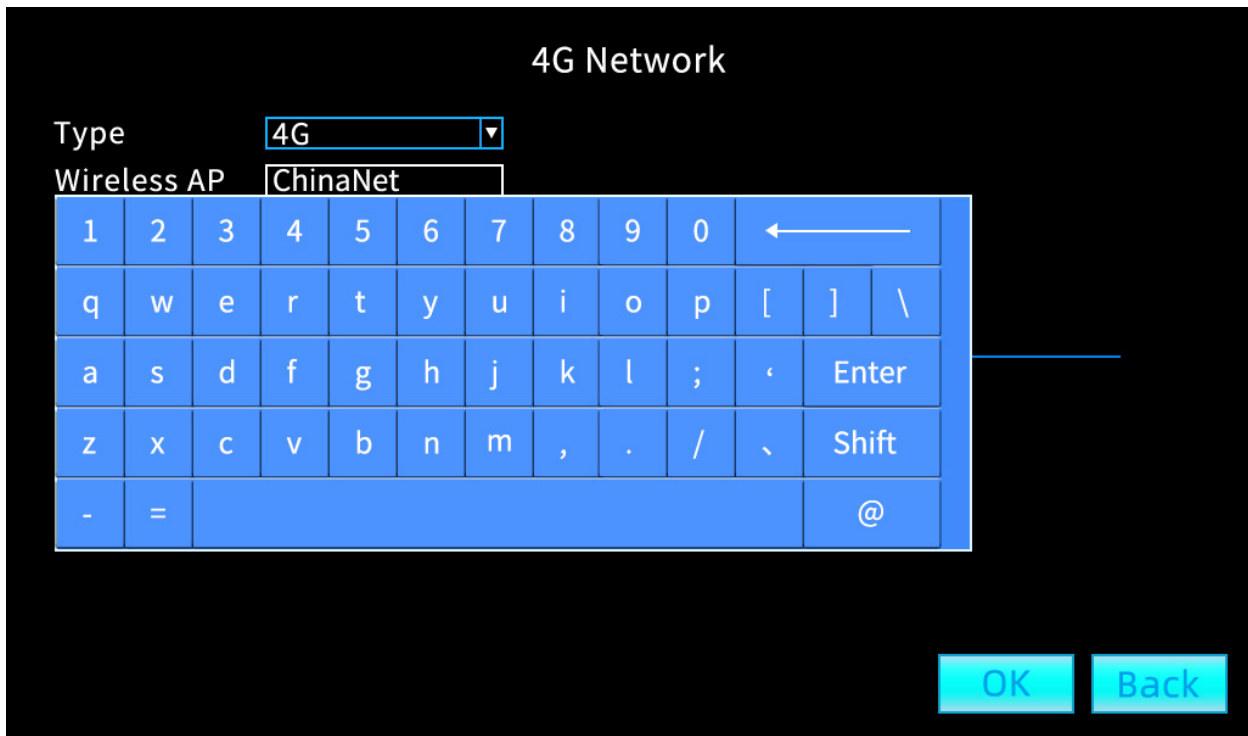 4G Network
Type 4G
Wireless AP ChinaNet
1 2 3 4 5 6 7 8 9 0
q w e r t y u i o p [ ] \
a s d f g h j k l ; ‘ Enter
z x c v b n m , . / 、 Shift
- = @
OK Back